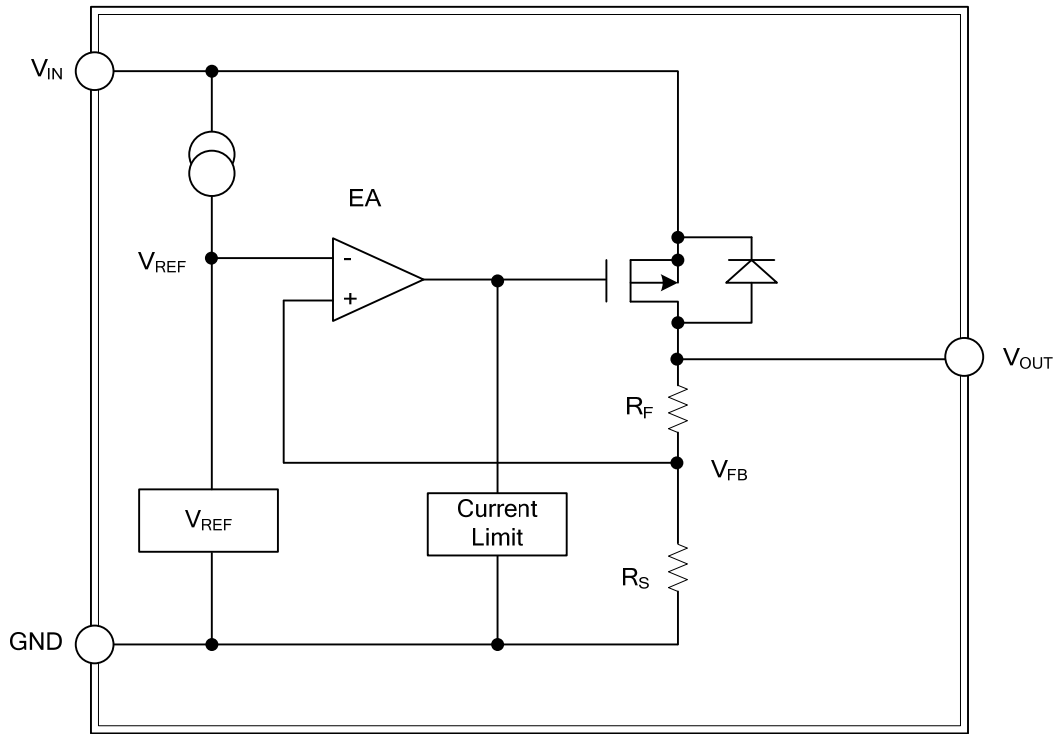 VIN
EA
VREF
-
+
VOUT
RF
VFB
VREF
Current
Limit
RS
GND